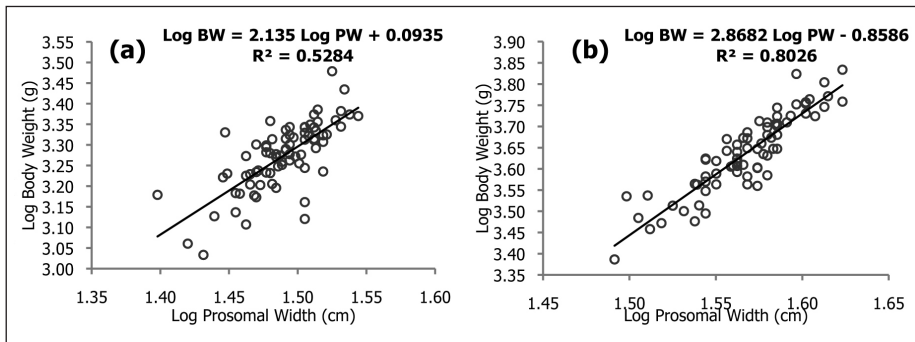 (a)
Log BW = 2.135 Log PW + 0.0935
R² = 0.5284
Log Body Weight (g)
3.55
3.50
3.45
3.40
3.35
3.30
3.25
3.20
3.15
3.10
3.05
3.00
1.35 1.40 1.45 1.50 1.55 1.60
Log Prosomal Width (cm)
(b)
Log BW = 2.8682 Log PW - 0.8586
R² = 0.8026
Log Body Weight (g)
3.90
3.85
3.80
3.75
3.70
3.65
3.60
3.55
3.50
3.45
3.40
3.35
1.45 1.50 1.55 1.60 1.65
Log Prosomal Width (cm)